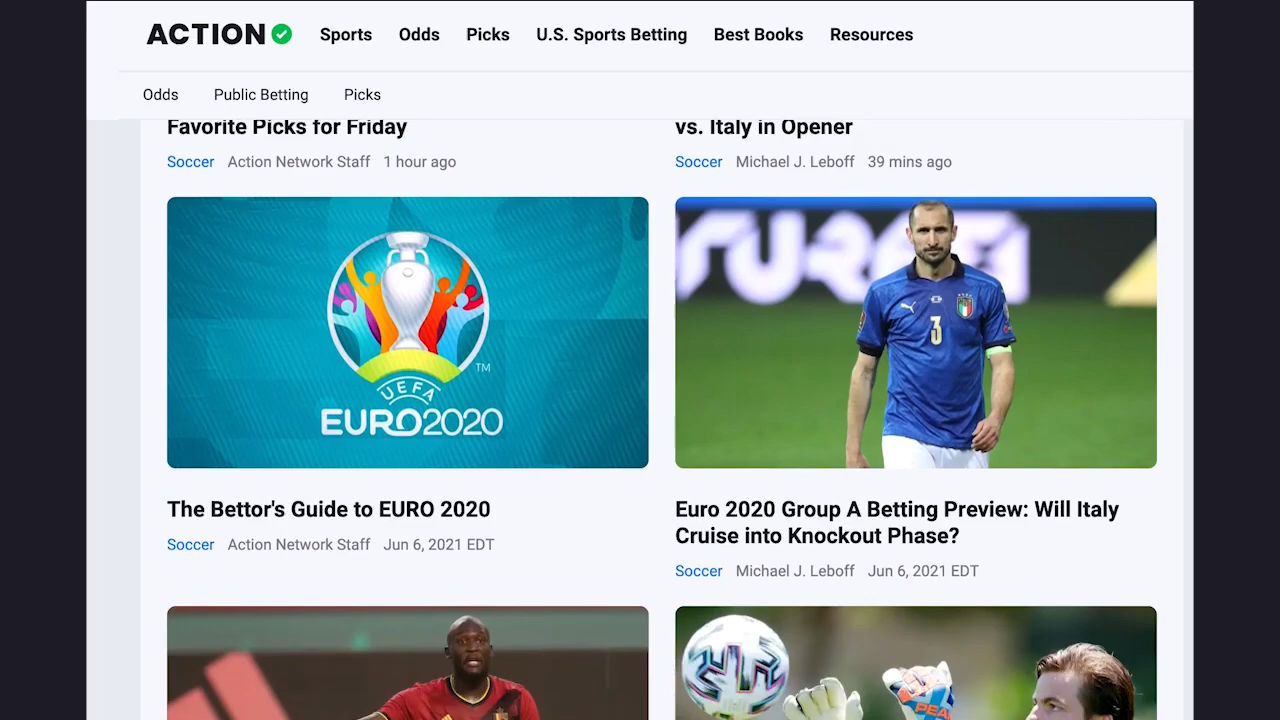 ACTION
Sports Odds Picks U.S. Sports Betting Best Books Resources
Odds Public Betting Picks
Favorite Picks for Friday
Soccer Action Network Staff 1 hour ago
vs. Italy in Opener
Soccer Michael J. Leboff 39 mins ago
TM
UEFA
EURO2020
3
The Bettor's Guide to EURO 2020
Soccer Action Network Staff Jun 6, 2021 EDT
Euro 2020 Group A Betting Preview: Will Italy
Cruise into Knockout Phase?
Soccer Michael J. Leboff Jun 6, 2021 EDT